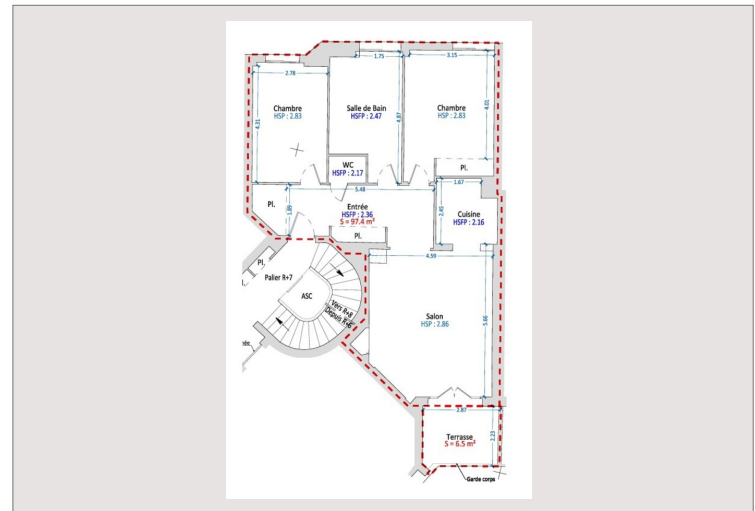 1.75
3.15
2.78
Chambre
HSP : 2.83
4.31
Salle de Bain
HSFP : 2.47
4.87
Chambre
HSP : 2.83
4.01
WC
HSFP : 2.17
Pl.
Pl.
5.48
1.89
Entrée
HSFP : 2.36
S = 97.4 m²
Pl.
1.67
2.45
Cuisine
HSFP : 2.16
Pl.
Palier R+7
ASC
Vers R+8
Depuis R+6
4.59
Salon
HSP : 2.86
5.66
2.87
Terrasse
S = 6.5 m²
2.23
Garde corps